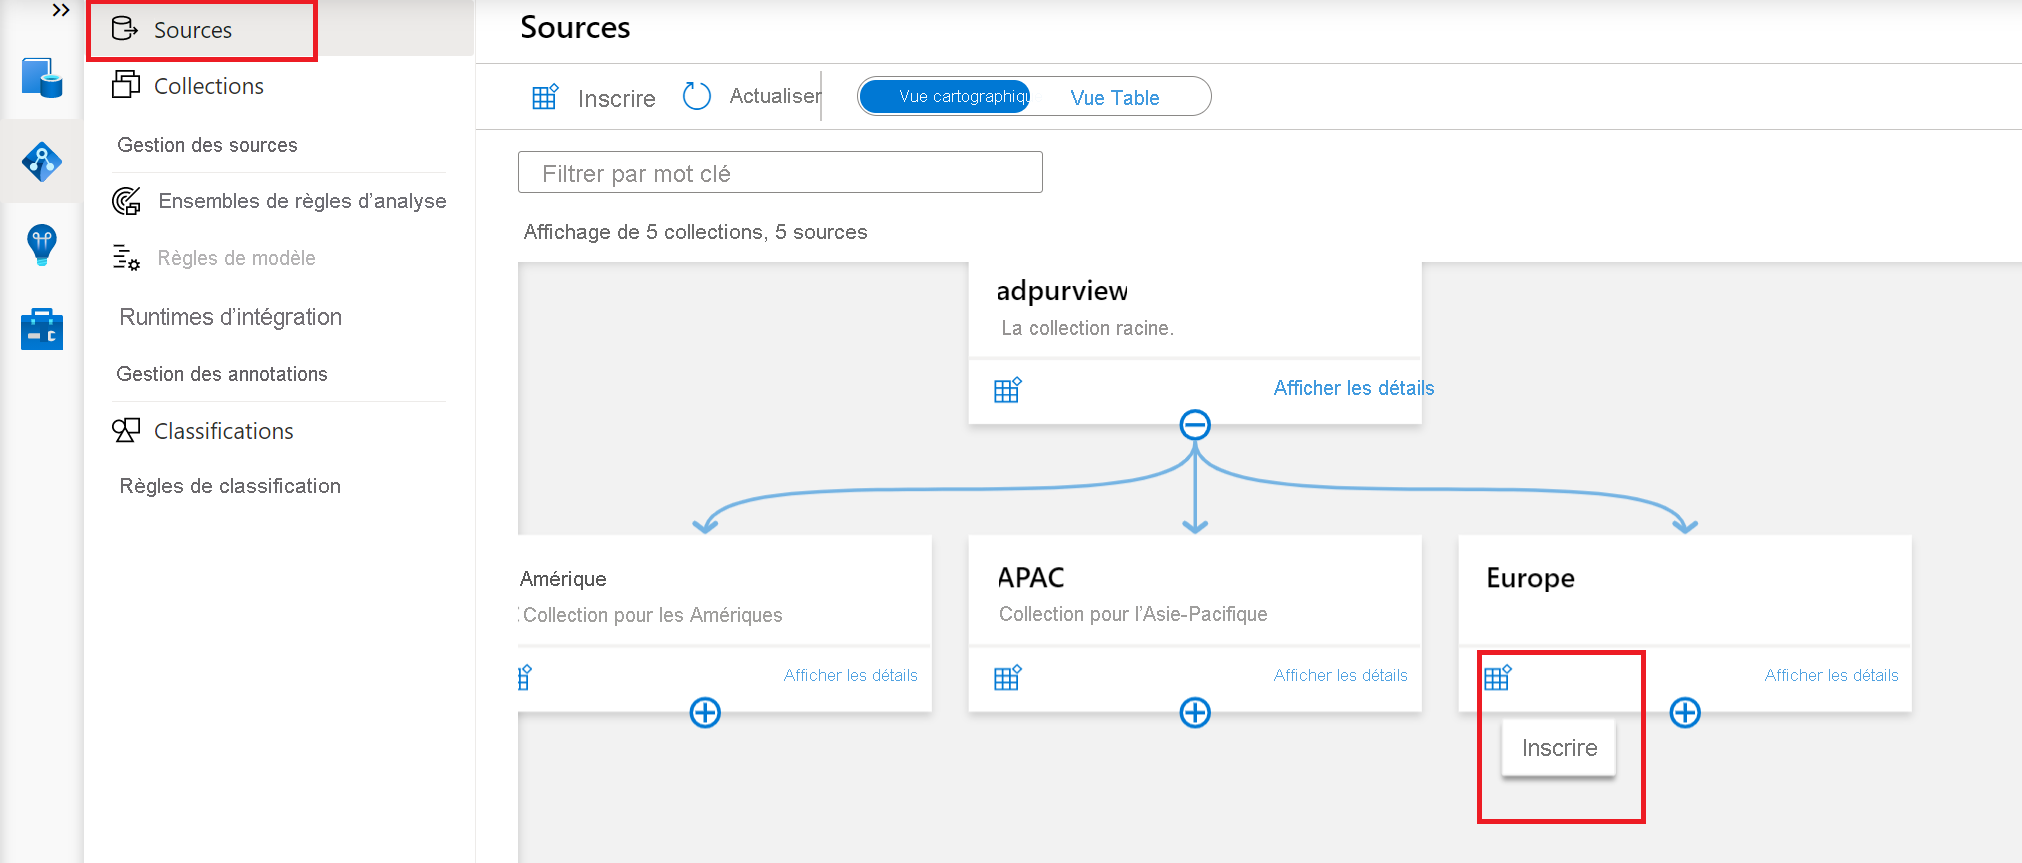 Sources
Collections
Gestion des sources
Ensembles de règles d’analyse
Règles de modèle
Runtimes d’intégration
Gestion des annotations
Classifications
Règles de classification
Sources
Inscrire
Actualiser
Vue cartographiqu
Vue Table
Filtrer par mot clé
Affichage de 5 collections, 5 sources
adpurview
La collection racine.
Afficher les détails
Amérique
Collection pour les Amériques
Afficher les détails
APAC
Collection pour l’Asie-Pacifique
Afficher les détails
Europe
Afficher les détails
Inscrire